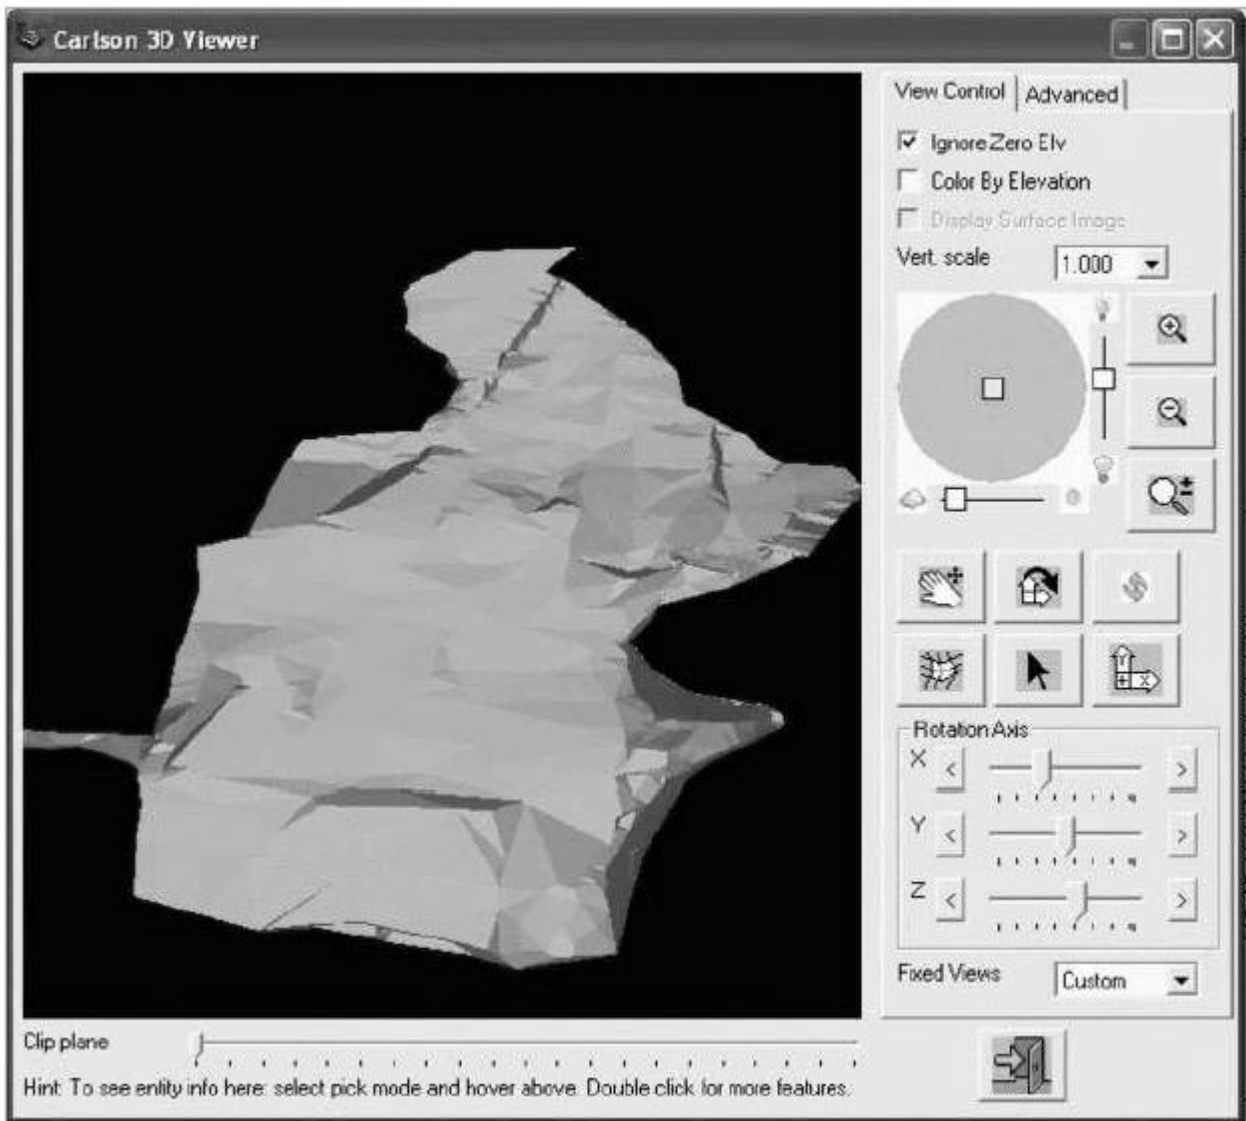 Carlson 3D Viewer
View Control Advanced
Ignore Zero Elv
Color By Elevation
Display Surface Image
Vert. scale 1.000
Y
X
Rotation Axis
X < >
Y < >
Z < >
Fixed Views Custom
Clip plane
Hint: To see entity info here: select pick mode and hover above. Double click for more features.